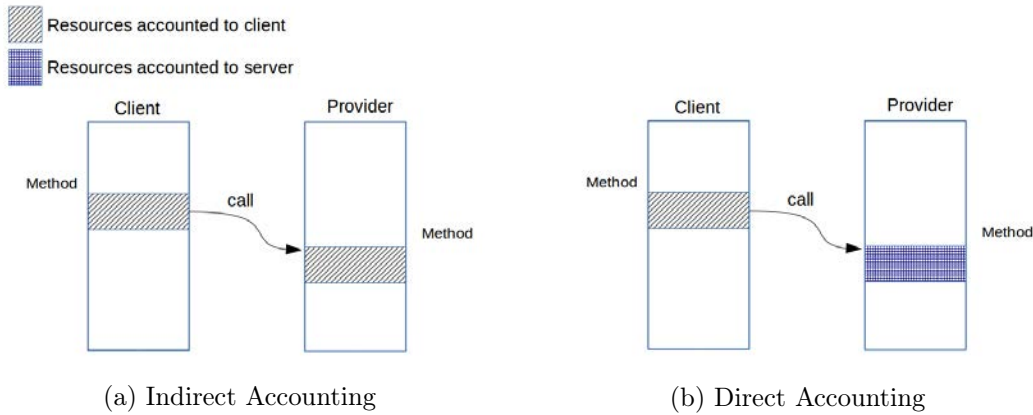 Resources accounted to client
Resources accounted to server
Client
Provider
Method
call
Method
(a) Indirect Accounting
Client
Provider
Method
call
Method
(b) Direct Accounting